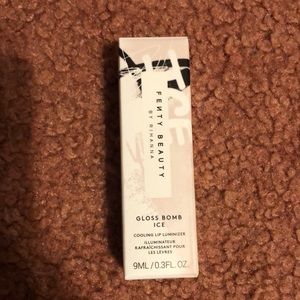 FENTY BEAUTY
BY RIHANNA
GLOSS BOMB
ICE
COOLING LIP LUMINIZER
ILLUMINATEUR
RAFRAÎCHISSANT POUR
LES LÈVRES
9ML / 0.3FL. OZ.